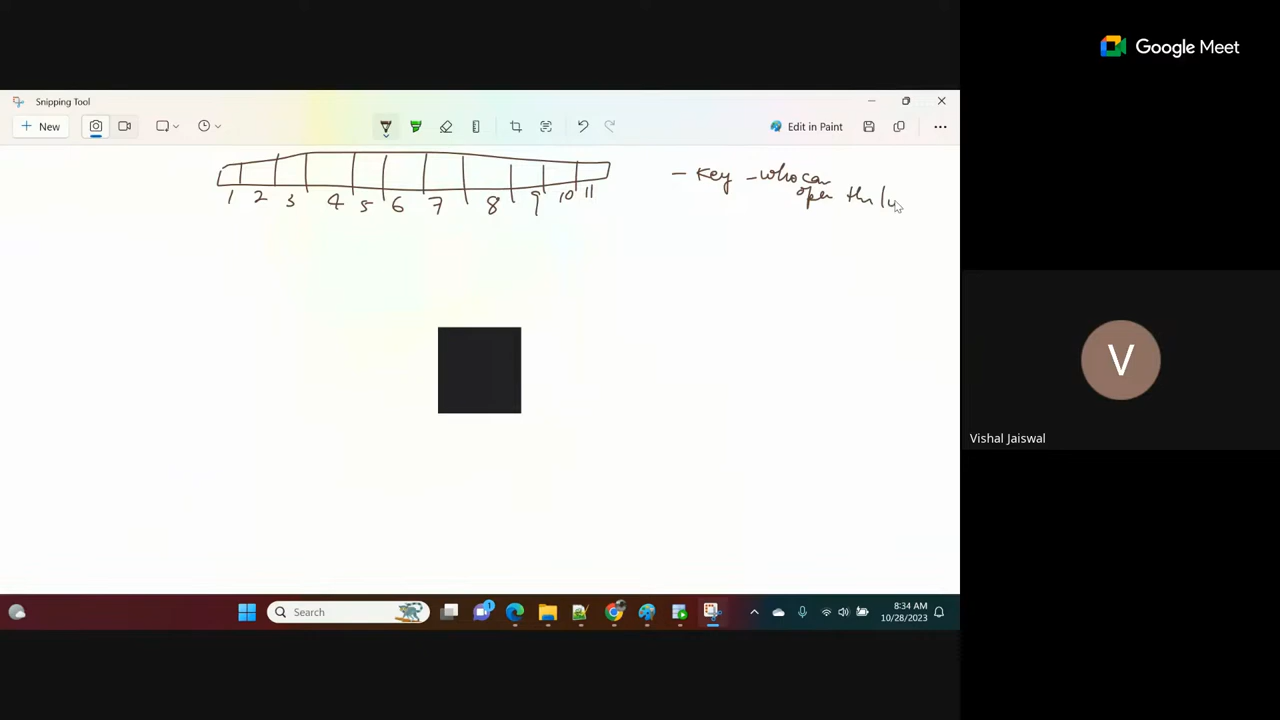 Google Meet
Snipping Tool
New
Edit in Paint
1 2 3 4 5 6 7 8 9 10 11
- Key - who can
open the
V
Vishal Jaiswal
Search
1
8:34 AM
10/28/2023